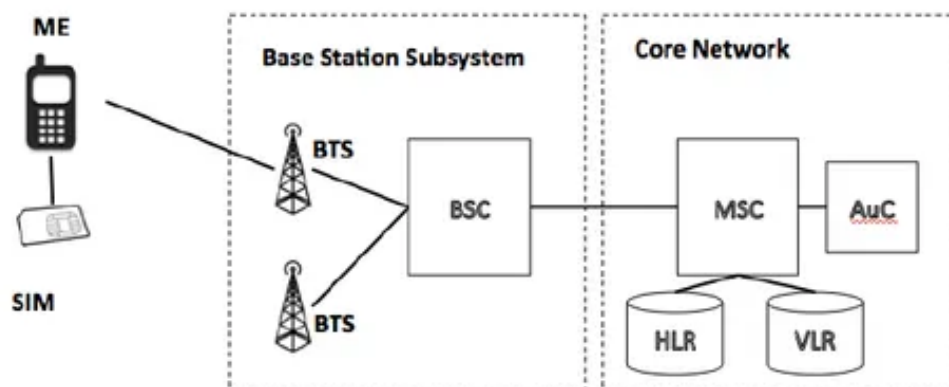 ME
Base Station Subsystem
Core Network
BTS
BSC
MSC
AuC
SIM
BTS
HLR
VLR